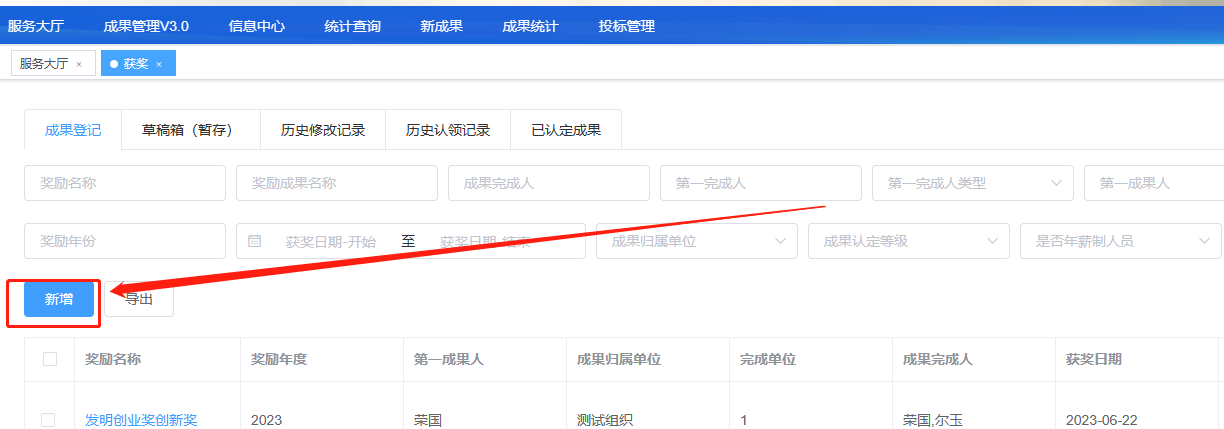 服务大厅 成果管理V3.0 信息中心 统计查询 新成果 成果统计 投标管理
服务大厅 × 获奖 ×
成果登记 草稿箱（暂存） 历史修改记录 历史认领记录 已认定成果
奖励名称 奖励成果名称 成果完成人 第一完成人 第一完成人类型 第一成果人
奖励年份 获奖日期-开始 至 获奖日期-结束 成果归属单位 成果认定等级 是否年薪制人员
新增 导出
奖励名称 奖励年度 第一成果人 成果归属单位 完成单位 成果完成人 获奖日期
发明创业奖创新奖 2023 荣国 测试组织 1 荣国,尔玉 2023-06-22